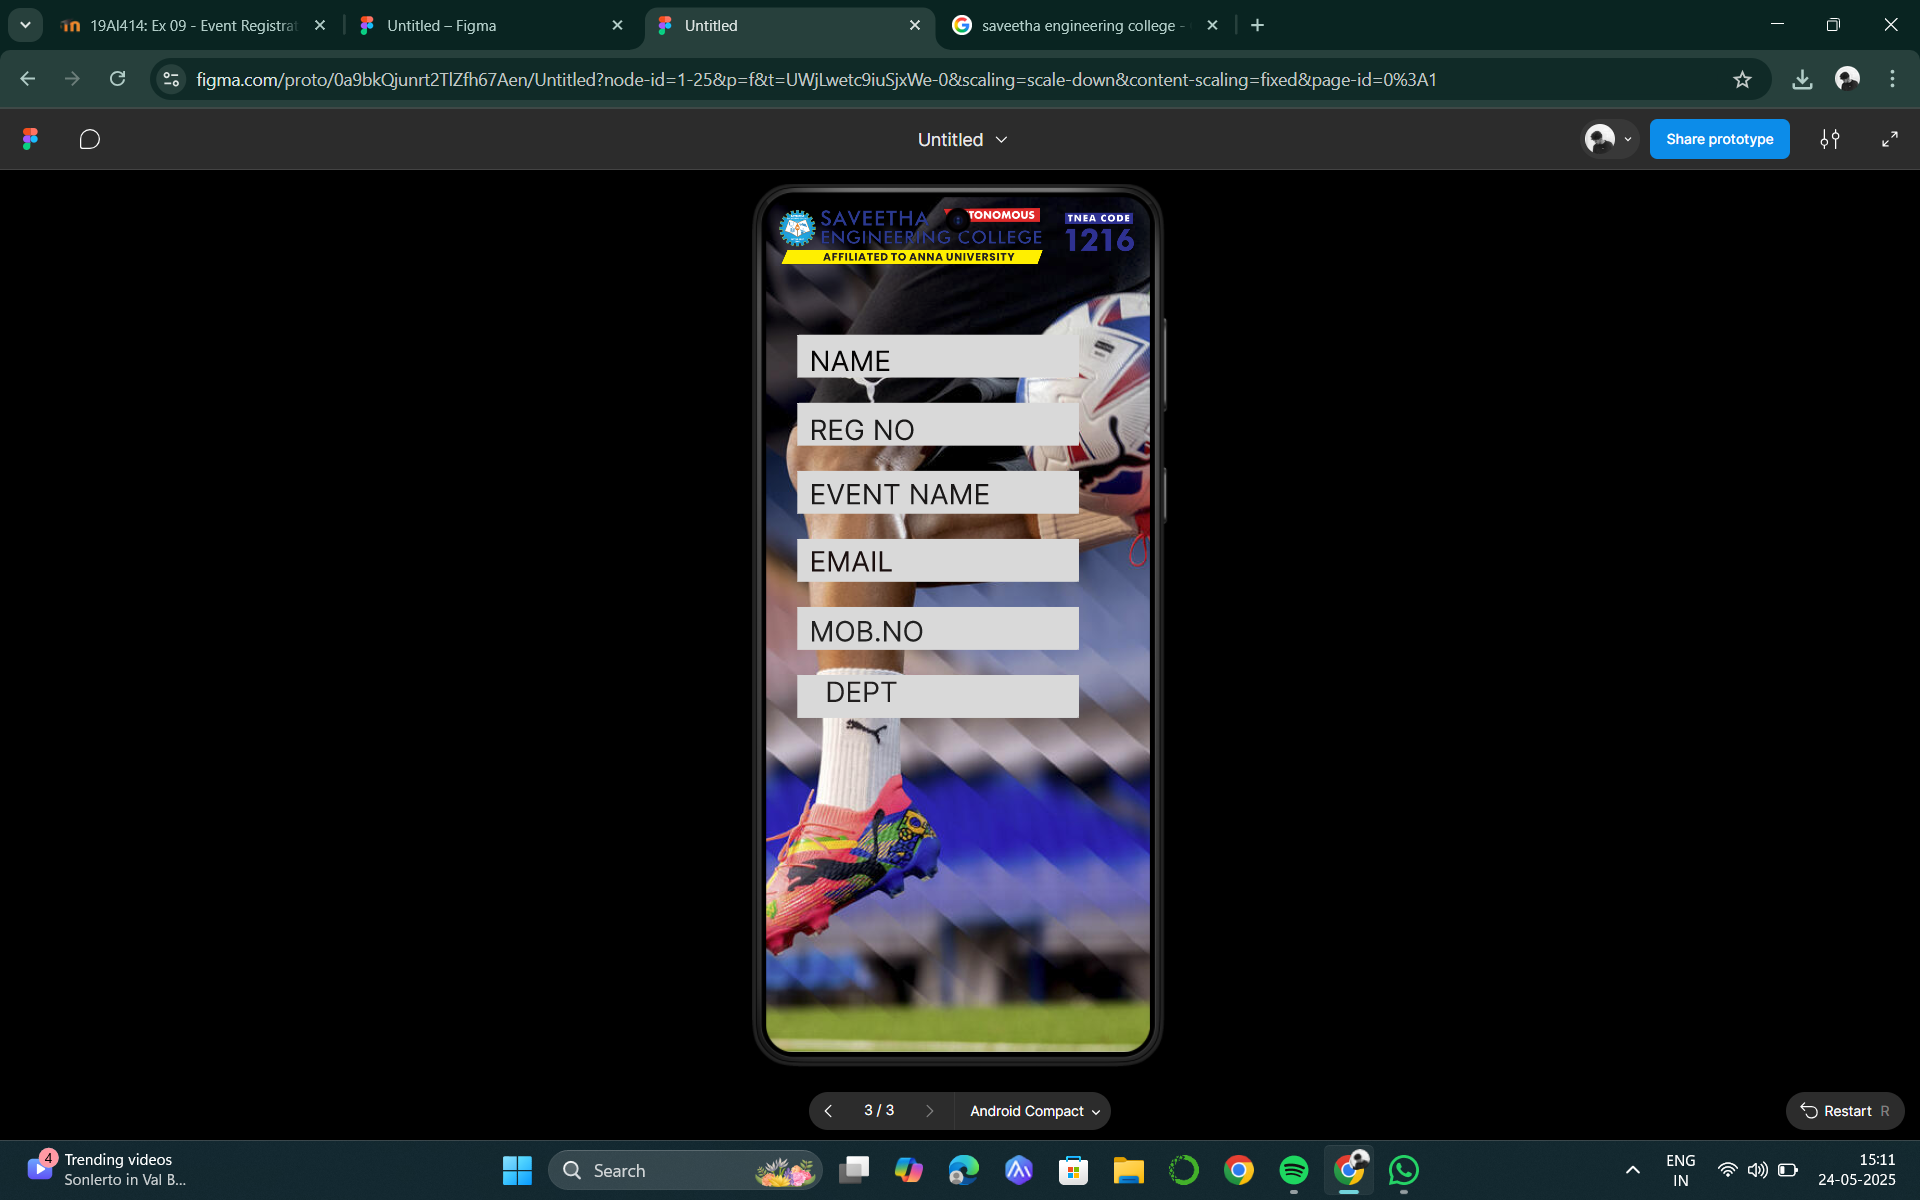 19AI414: Ex 09 - Event Registrat
Untitled – Figma
Untitled
saveetha engineering college -
figma.com/proto/0a9bkQjunrt2TlZfh67Aen/Untitled?node-id=1-25&p=f&t=UWjLwetc9iuSjxWe-0&scaling=scale-down&content-scaling=fixed&page-id=0%3A1
Untitled
Share prototype
SAVEETHA
TONOMOUS
ENGINEERING COLLEGE
AFFILIATED TO ANNA UNIVERSITY
TNEA CODE
1216
NAME
REG NO
EVENT NAME
EMAIL
MOB.NO
DEPT
3 / 3
Android Compact
Restart R
4
Trending videos
Sonlerto in Val B...
Search
ENG
IN
15:11
24-05-2025